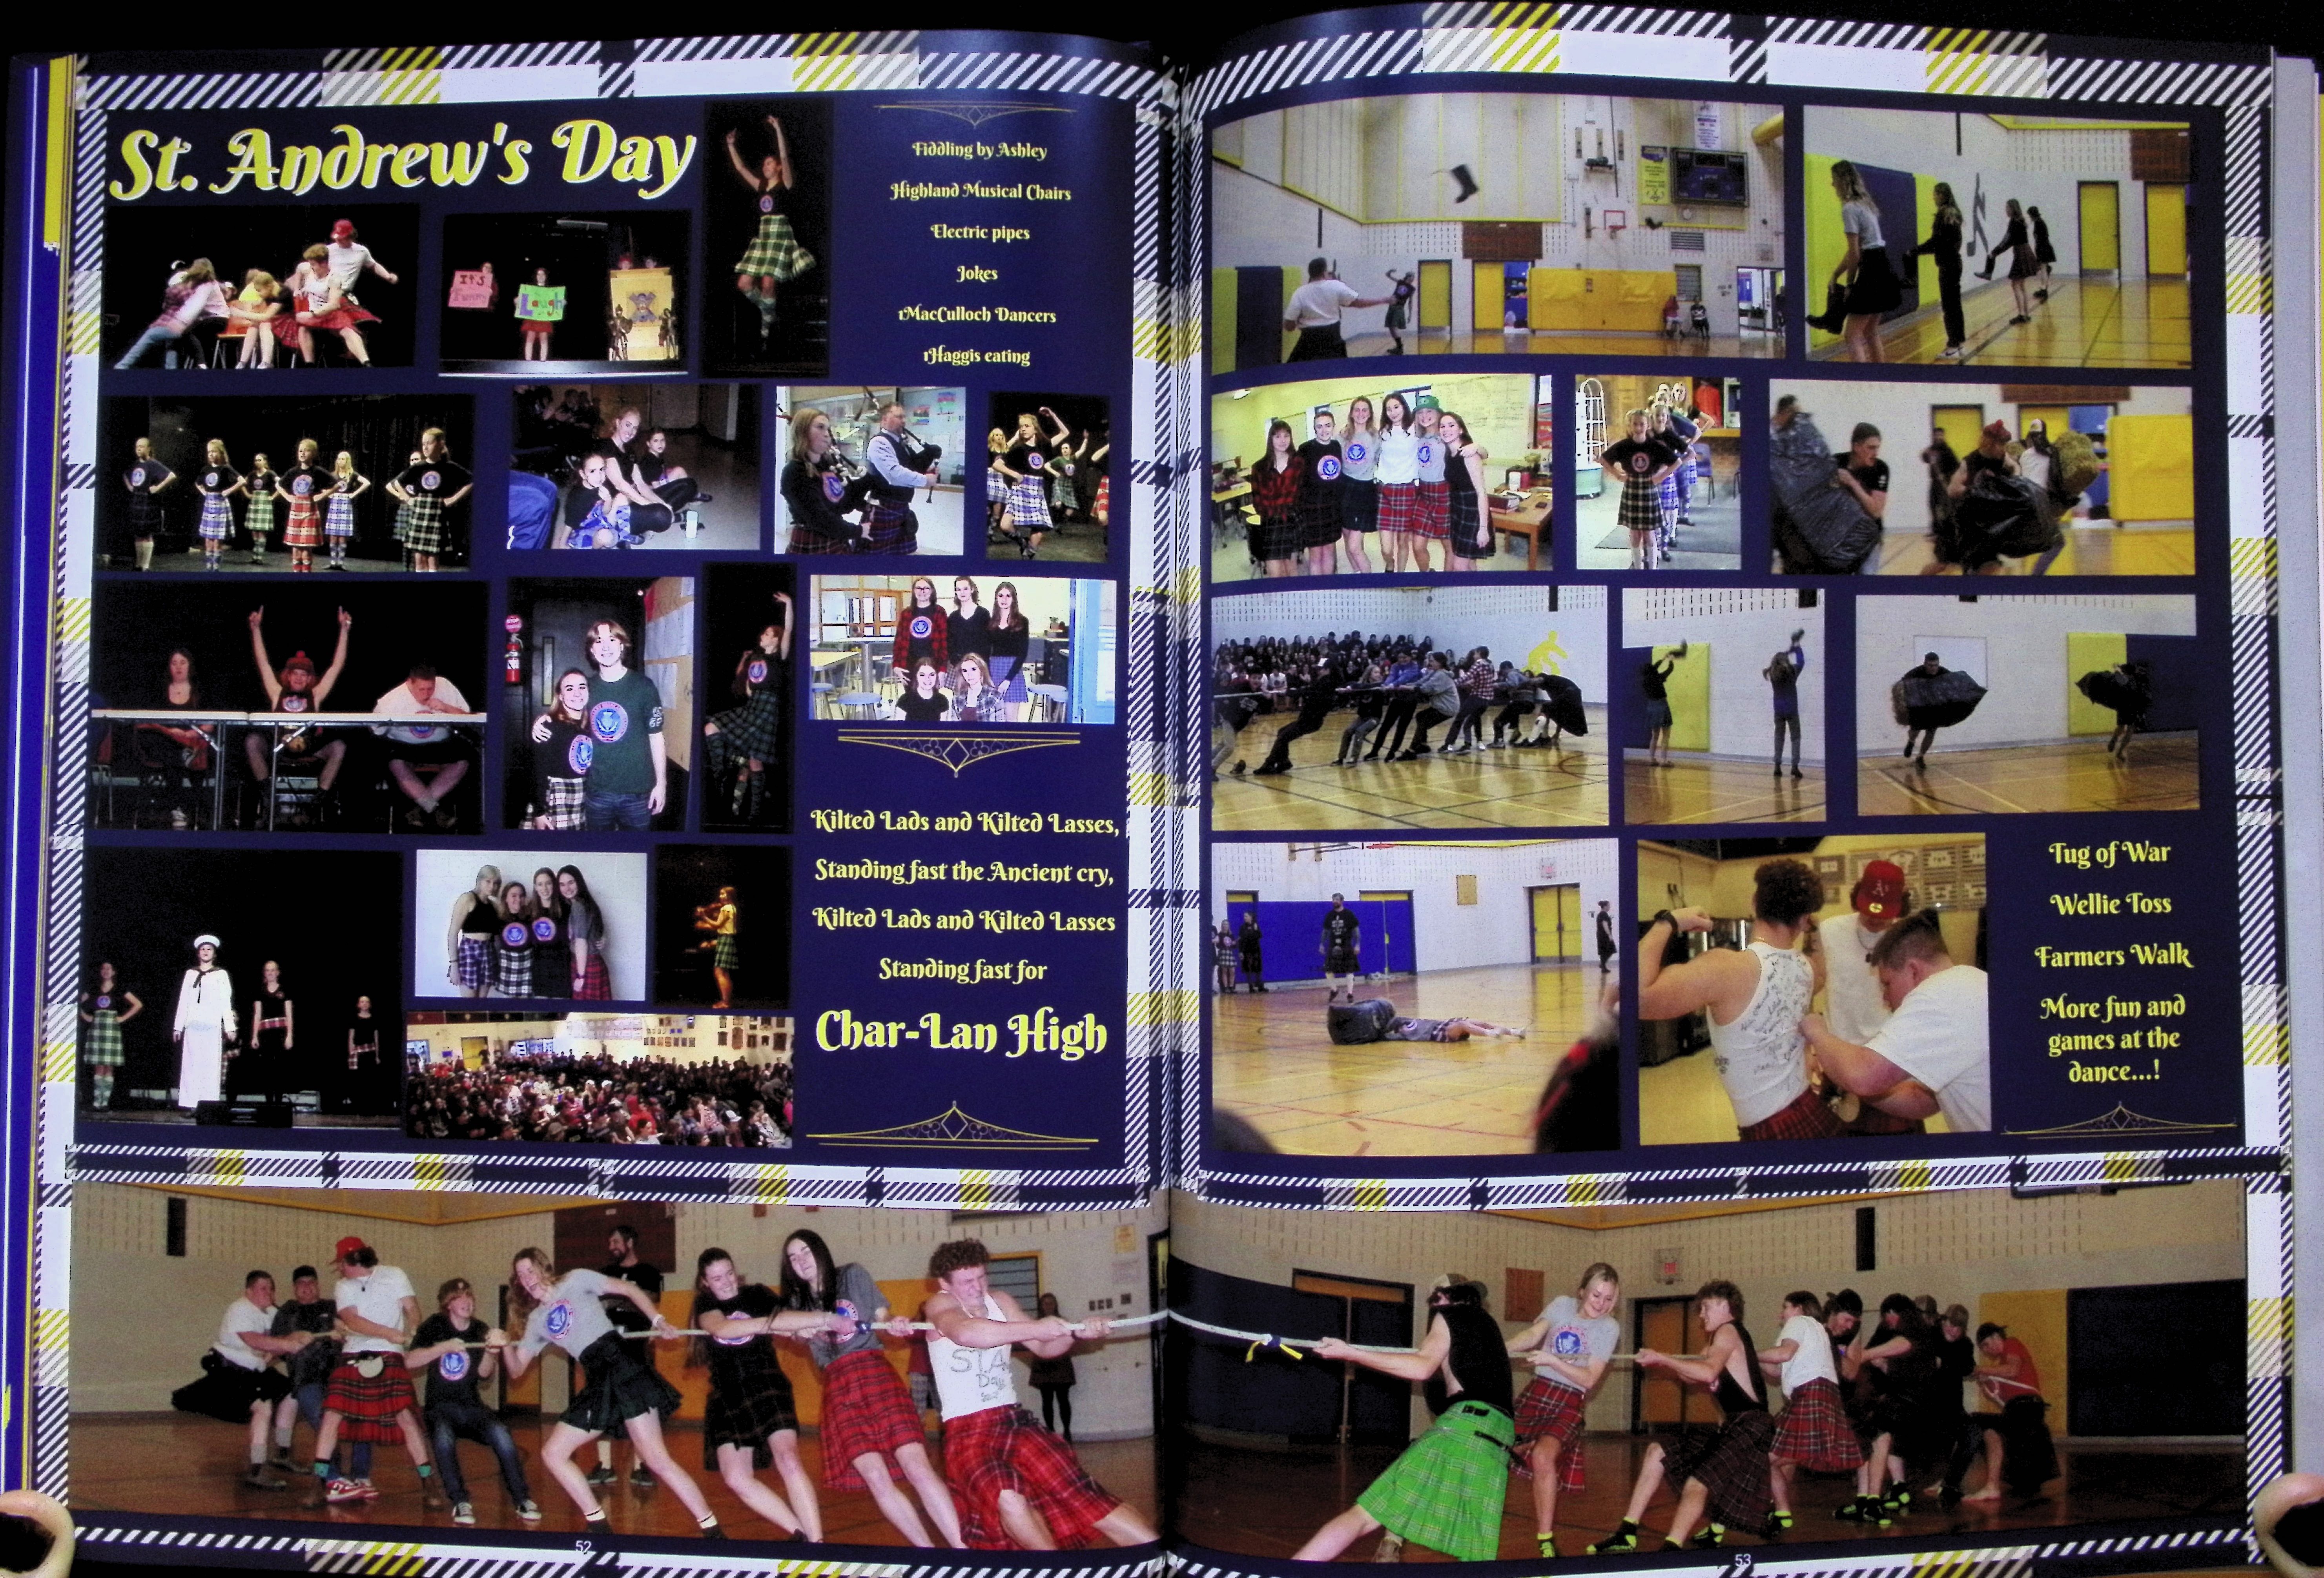 St. Andrew's Day
Fiddling by Ashley
Highland Musical Chairs
Electric pipes
Jokes
MacCulloch Dancers
Haggis eating
It's
Funny
Laugh
Kilted Lads and Kilted Lasses,
Standing fast the Ancient cry,
Kilted Lads and Kilted Lasses
Standing fast for
Char-Lan High
Tug of War
Wellie Toss
Farmers Walk
More fun and
games at the
dance...!
STA
Day
52
53